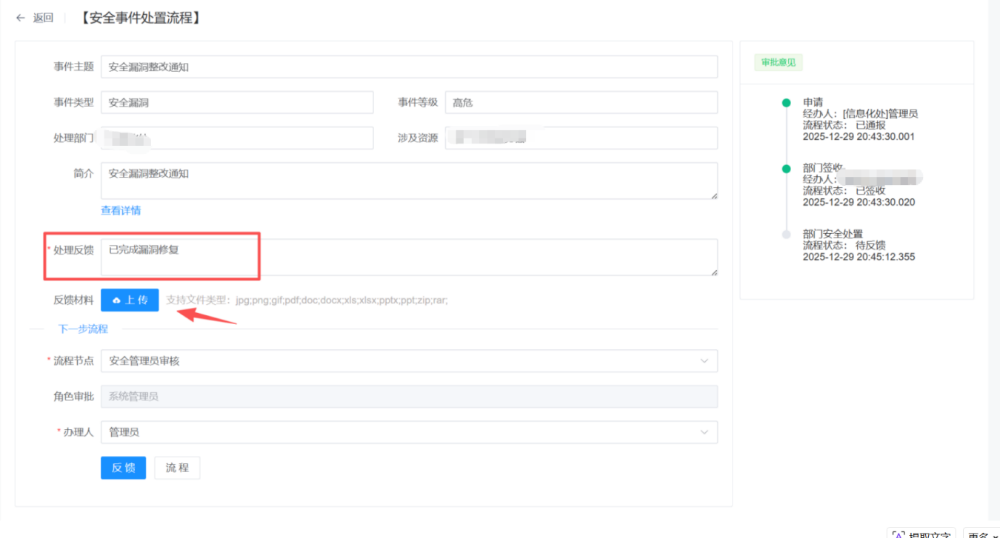 返回 【安全事件处置流程】
事件主题 安全漏洞整改通知
事件类型 安全漏洞 事件等级 高危
处理部门 涉及资源
简介 安全漏洞整改通知
查看详情
* 处理反馈 已完成漏洞修复
反馈材料 上传 支持文件类型：jpg;png;gif;pdf;doc;docx;xls;xlsx;pptx;ppt;zip;rar;
下一步流程
* 流程节点 安全管理员审核
角色审批 系统管理员
* 办理人 管理员
反馈 流程
审批意见
申请
经办人：[信息化处]管理员
流程状态： 已通报
2025-12-29 20:43:30.001
部门签收
经办人：
流程状态： 已签收
2025-12-29 20:43:30.020
部门安全处置
流程状态： 待反馈
2025-12-29 20:45:12.355
提取文字 更多